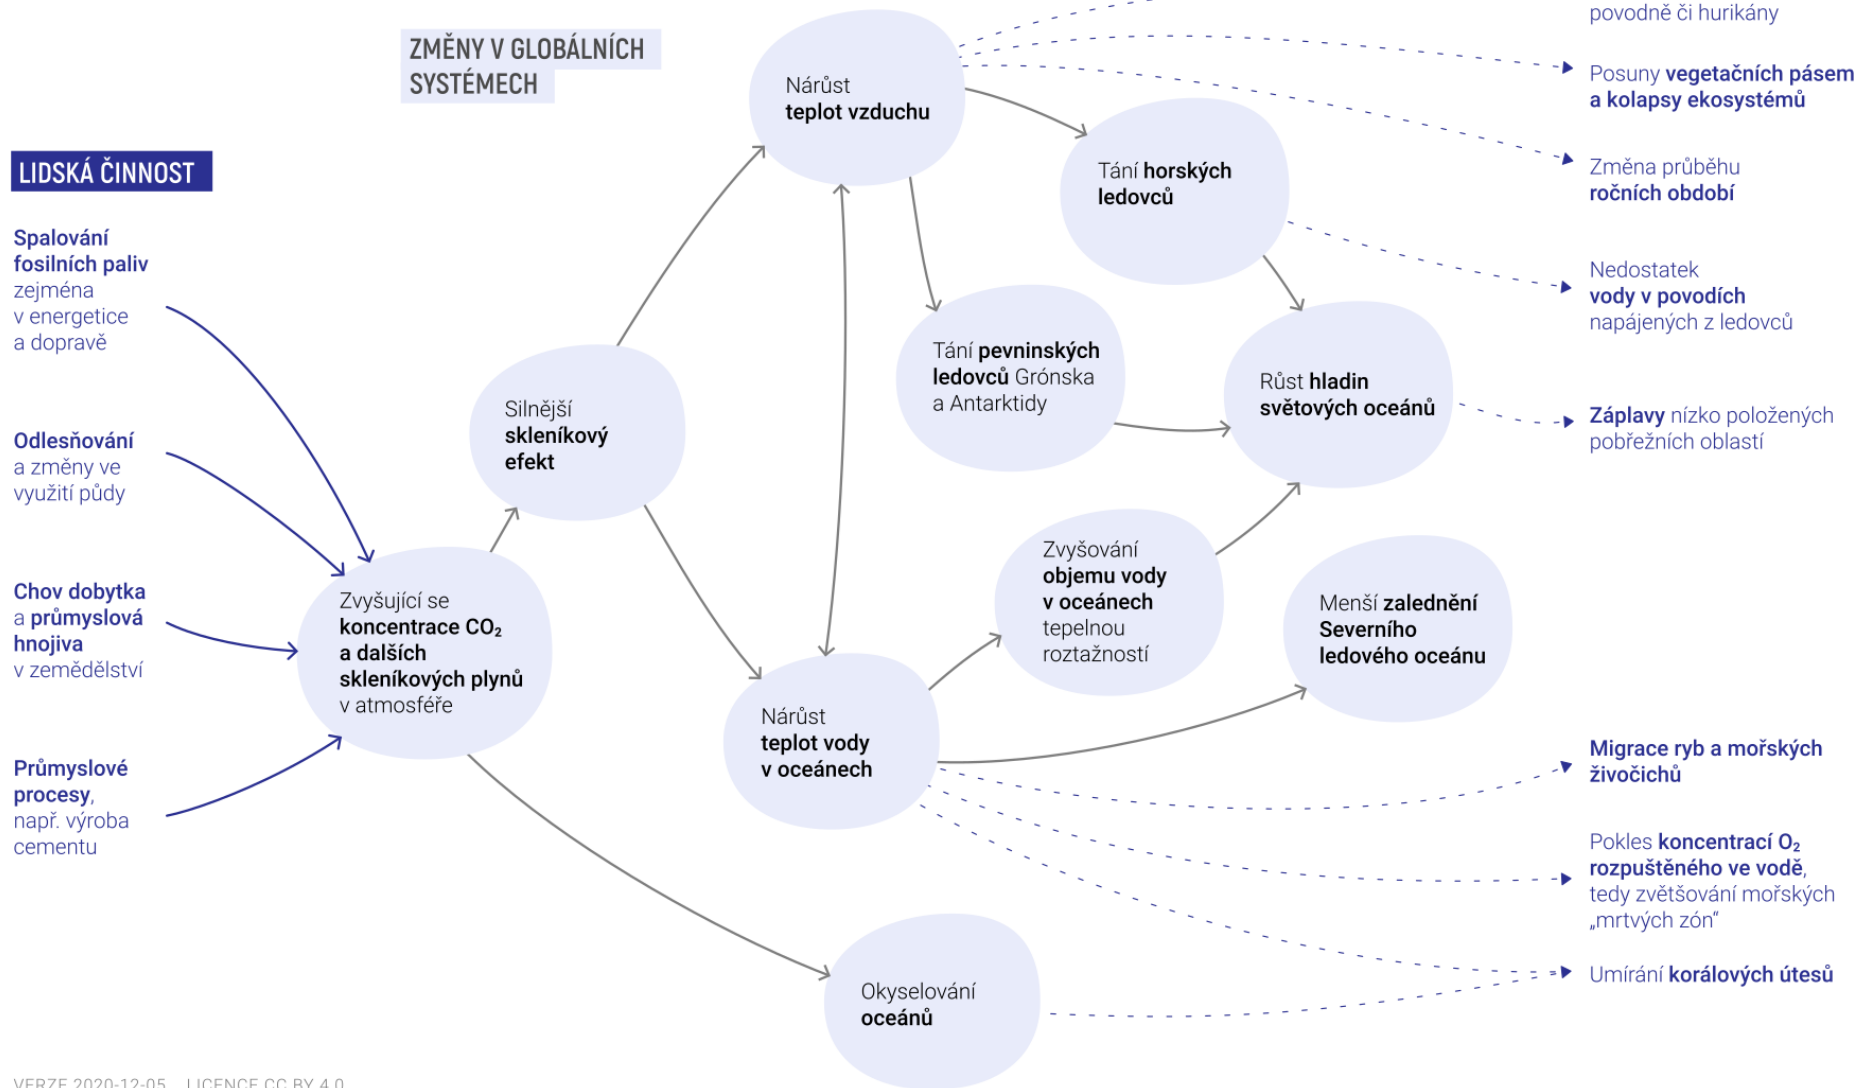 ZMĚNY V GLOBÁLNÍCH
SYSTÉMECH
LIDSKÁ ČINNOST
Spalování
fosilních paliv
zejména
v energetice
a dopravě
Odlesňování
a změny ve
využití půdy
Chov dobytka
a průmyslová
hnojiva
v zemědělství
Průmyslové
procesy,
např. výroba
cementu
Zvyšující se
koncentrace CO₂
a dalších
skleníkových plynů
v atmosféře
Silnější
skleníkový
efekt
Nárůst
teplot vzduchu
Tání horských
ledovců
Tání pevninských
ledovců Grónska
a Antarktidy
Růst hladin
světových oceánů
Zvyšování
objemu vody
v oceánech
tepelnou
roztažností
Menší zalednění
Severního
ledového oceánu
Nárůst
teplot vody
v oceánech
Okyselování
oceánů
povodně či hurikány
Posuny vegetačních pásem
a kolapsy ekosystémů
Změna průběhu
ročních období
Nedostatek
vody v povodích
napájených z ledovců
Záplavy nízko položených
pobřežních oblastí
Migrace ryb a mořských
živočichů
Pokles koncentrací O₂
rozpuštěného ve vodě,
tedy zvětšování mořských
„mrtvých zón“
Umírání korálových útesů
VERZE 2020-12-05 LICENCE CC BY 4.0